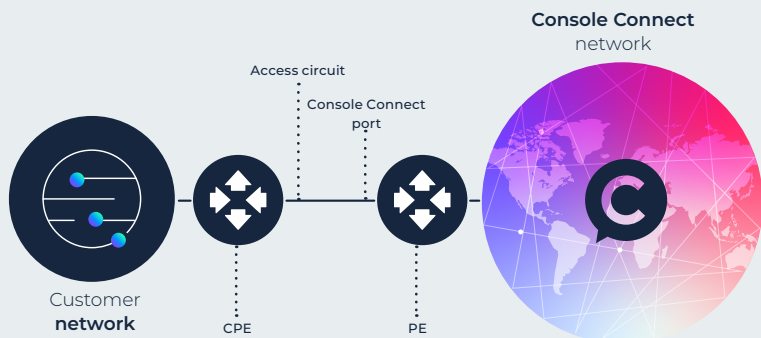 Console Connect
network
Access circuit
Console Connect
port
Customer
network
CPE
PE